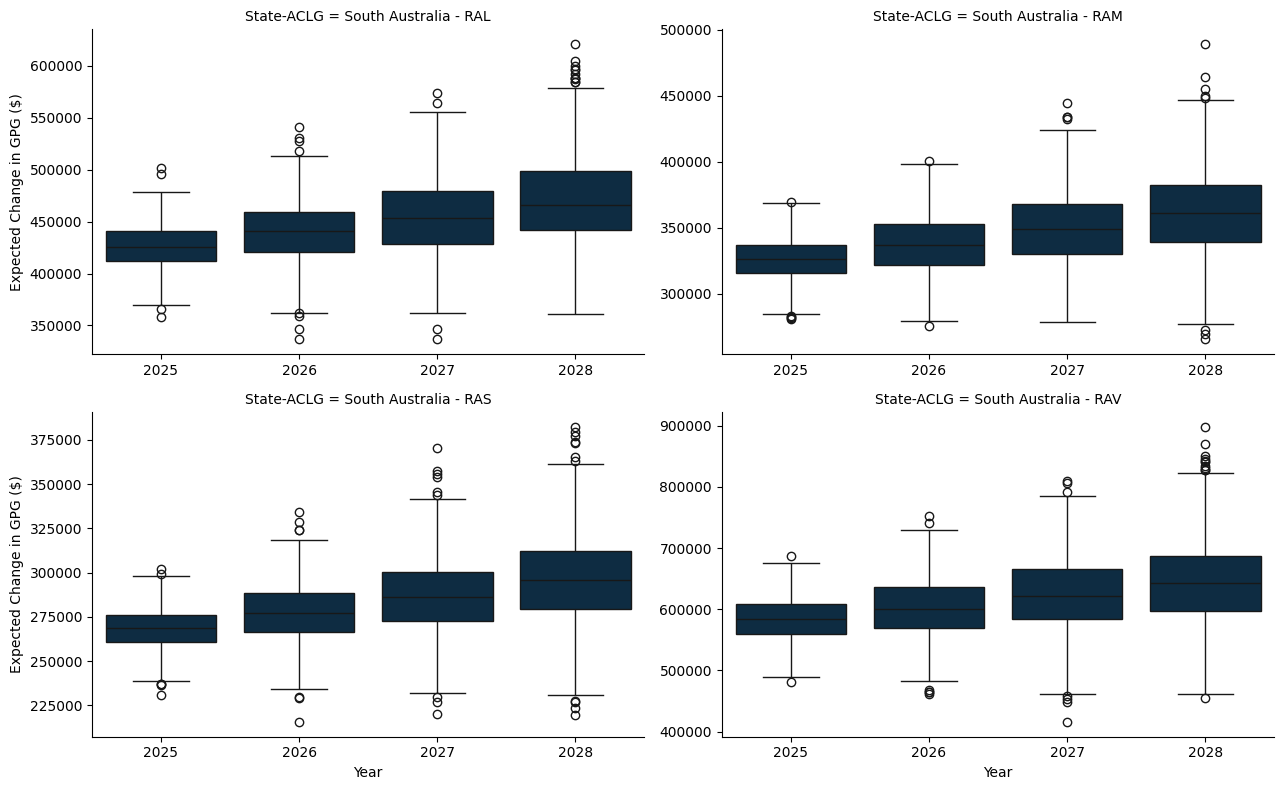 State-ACLG = South Australia - RAL
Expected Change in GPG ($)
600000
550000
500000
450000
400000
350000
2025 2026 2027 2028
State-ACLG = South Australia - RAM
500000
450000
400000
350000
300000
2025 2026 2027 2028
State-ACLG = South Australia - RAS
Expected Change in GPG ($)
375000
350000
325000
300000
275000
250000
225000
2025 2026 2027 2028
Year
State-ACLG = South Australia - RAV
900000
800000
700000
600000
500000
400000
2025 2026 2027 2028
Year